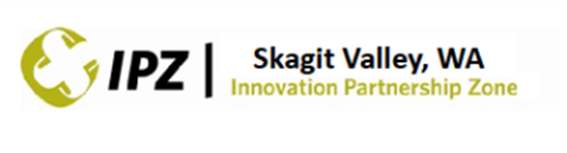 IPZ | Skagit Valley, WA
Innovation Partnership Zone